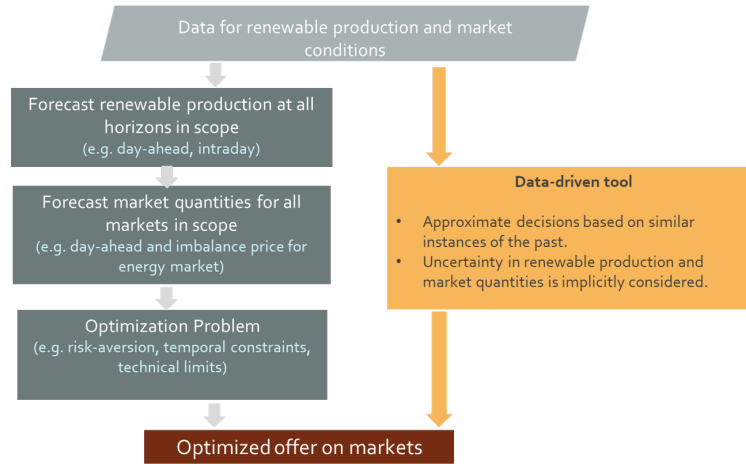 Data for renewable production and market
conditions
Forecast renewable production at all
horizons in scope
(e.g. day-ahead, intraday)
Forecast market quantities for all
markets in scope
(e.g. day-ahead and imbalance price for
energy market)
Optimization Problem
(e.g. risk-aversion, temporal constraints,
technical limits)
Data-driven tool
• Approximate decisions based on similar
instances of the past.
• Uncertainty in renewable production and
market quantities is implicitly considered.
Optimized offer on markets